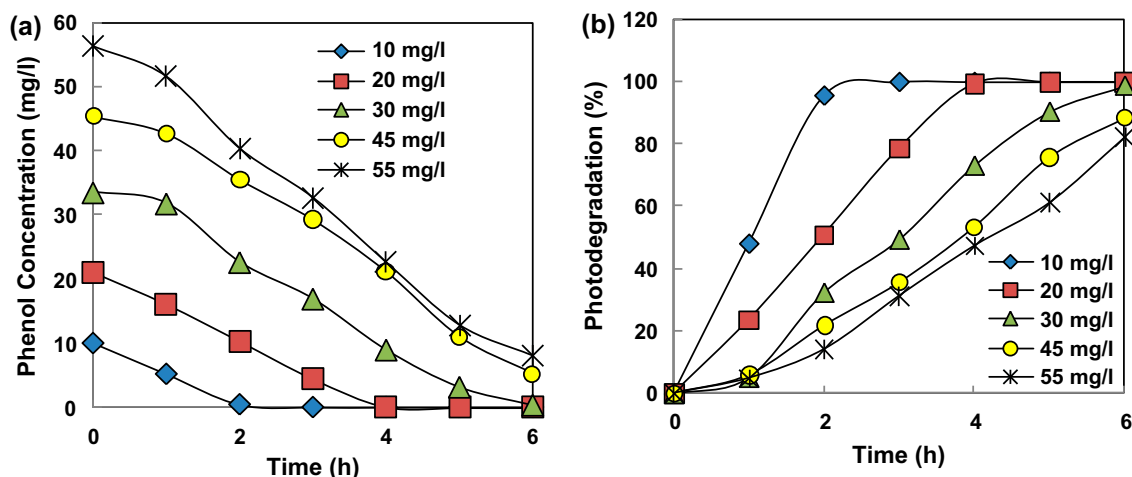 (a)
Phenol Concentration (mg/l)
60
50
40
30
20
10
0
0 2 4 6
Time (h)
10 mg/l
20 mg/l
30 mg/l
45 mg/l
55 mg/l
(b)
Photodegradation (%)
120
100
80
60
40
20
0
0 2 4 6
Time (h)
10 mg/l
20 mg/l
30 mg/l
45 mg/l
55 mg/l